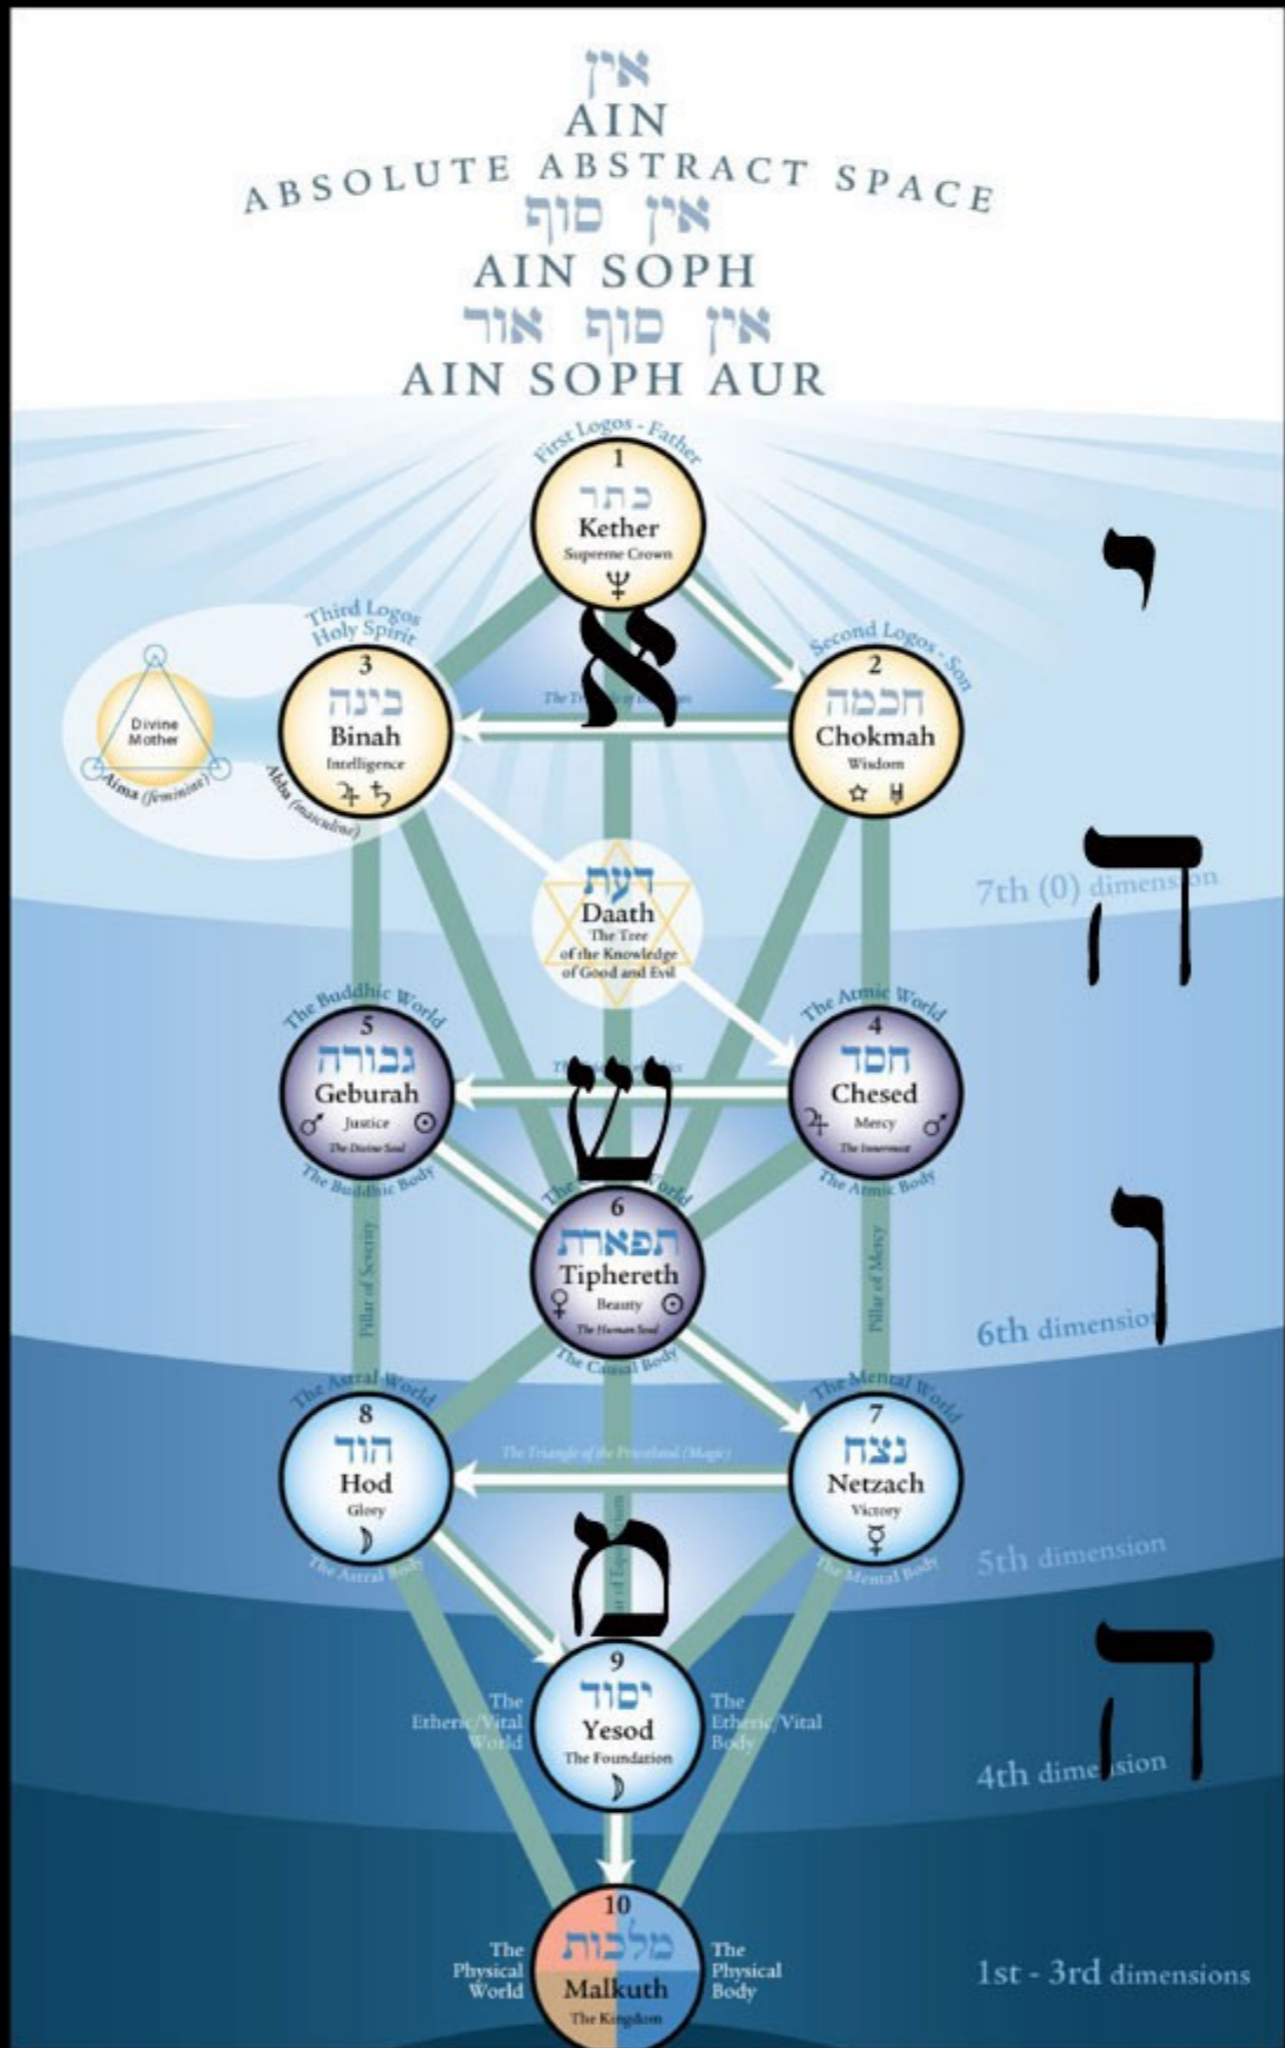 אין
AIN
ABSOLUTE ABSTRACT SPACE
אין סוף
AIN SOPH
אין סוף אור
AIN SOPH AUR
First Logos - Father
1
כתר
Kether
Supreme Crown
♆
י
א
Third Logos
Holy Spirit
3
בינה
Binah
Intelligence
♃ ♄
Divine
Mother
Aima (feminine)
Abba (masculine)
Second Logos - Son
2
חכמה
Chokmah
Wisdom
☆ ♅
The
ה
7th (0) dimension
דעת
Daath
The Tree
of the Knowledge
of Good and Evil
The Buddhic World
5
גבורה
Geburah
♂ Justice ☉
The Divine Soul
The Buddhic Body
The Atmic World
4
חסד
Chesed
♃ Mercy ♂
The Innermost
The Atmic Body
ש
The World
6
תפארת
Tiphereth
♀ Beauty ☉
The Human Soul
The Causal Body
Pillar of Severity
Pillar of Mercy
ו
6th dimension
The Astral World
8
הוד
Hod
Glory
☽
The Astral Body
The Mental World
7
נצח
Netzach
Victory
☿
The Mental Body
The Triangle of the Priesthood (Magic)
5th dimension
מ
ה
9
יסוד
Yesod
The Foundation
☽
The
Etheric/Vital
World
The
Etheric/Vital
Body
4th dimension
10
מלכות
Malkuth
The Kingdom
The
Physical
World
The
Physical
Body
1st - 3rd dimensions